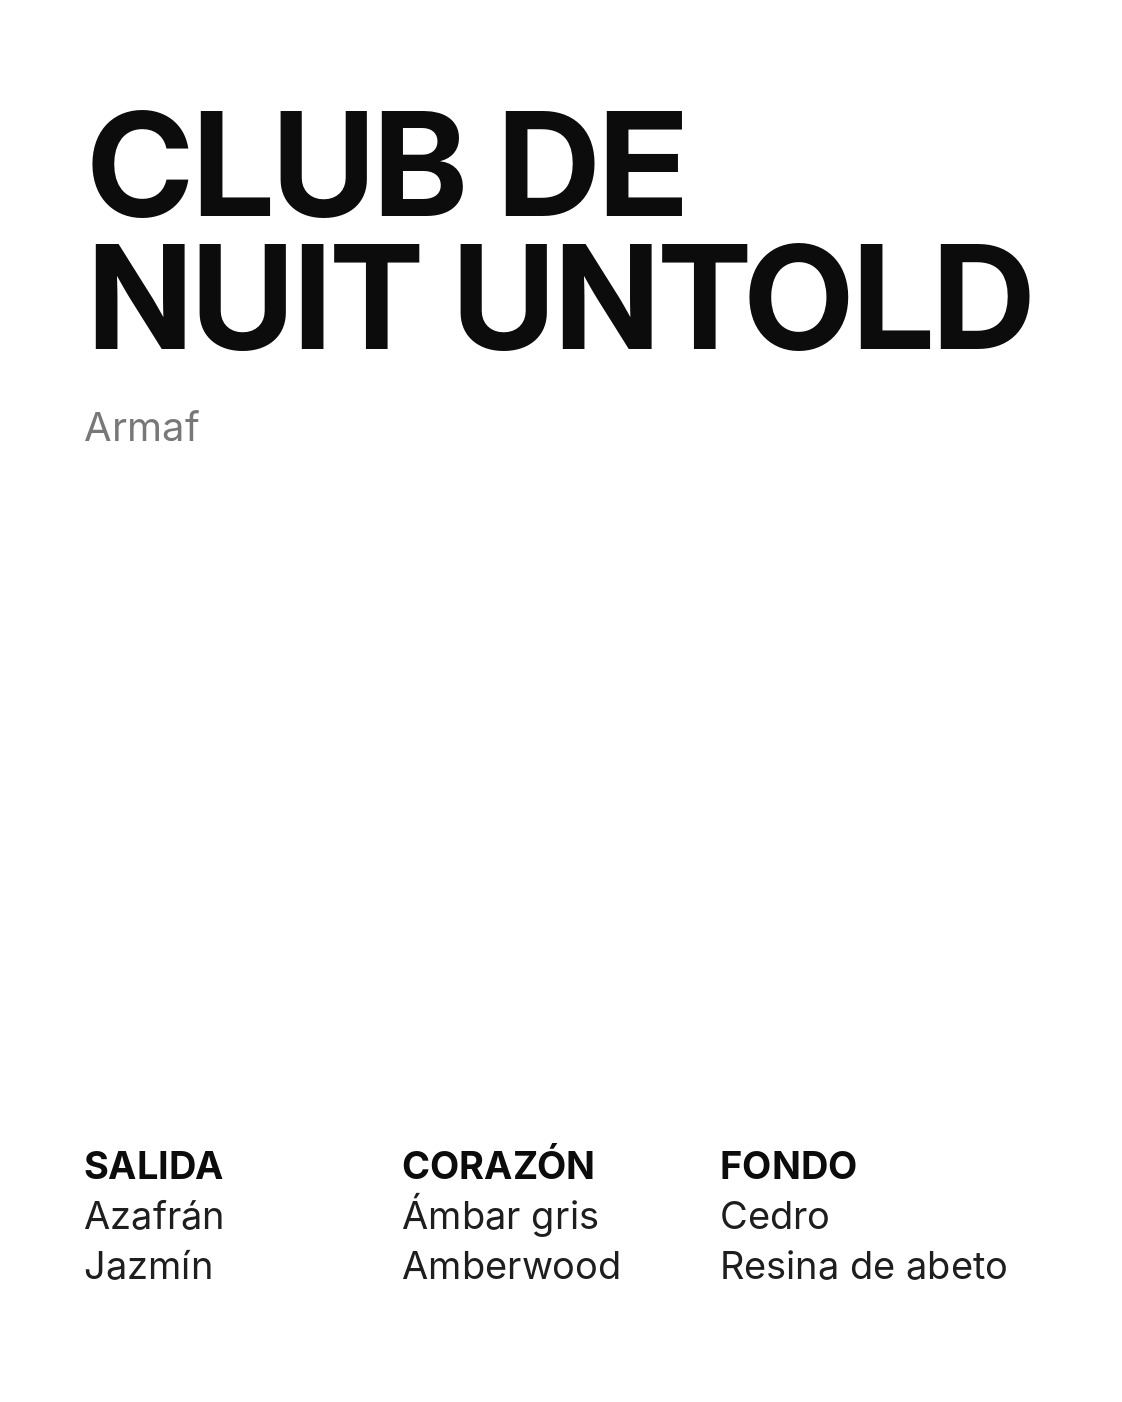 CLUB DE
NUIT UNTOLD
Armaf
SALIDA
Azafrán
Jazmín
CORAZÓN
Ámbar gris
Amberwood
FONDO
Cedro
Resina de abeto